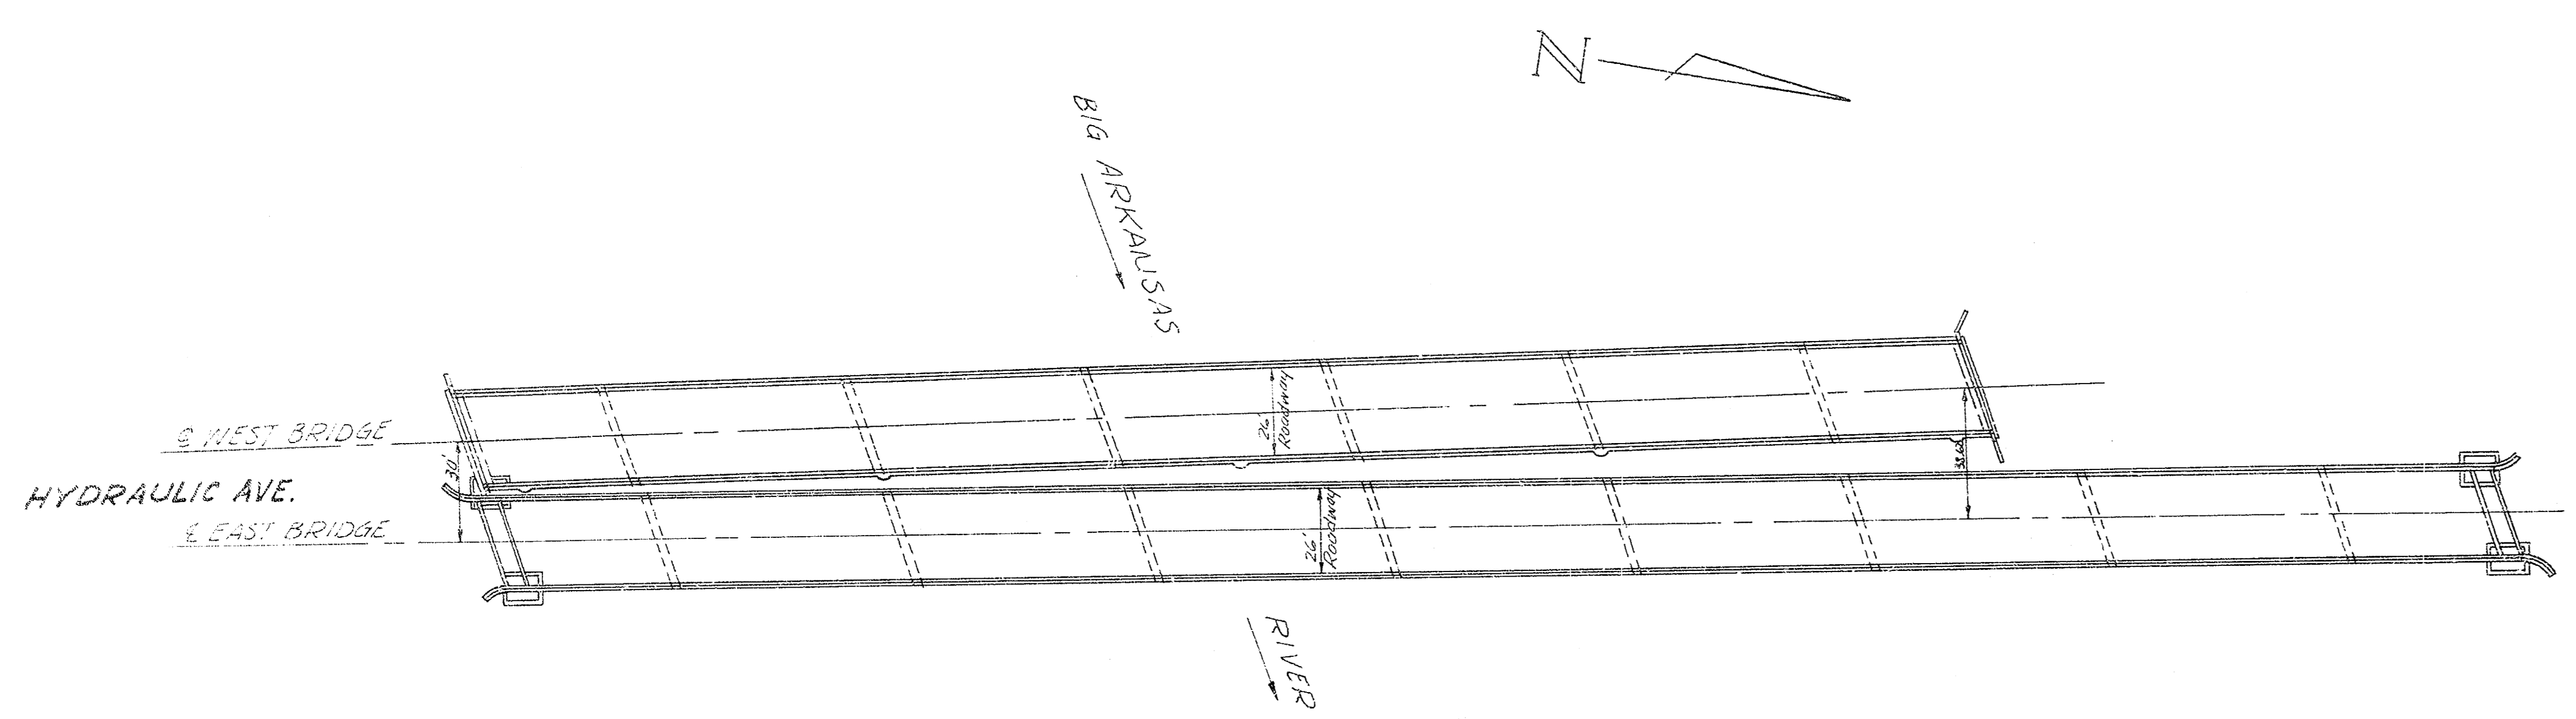 N
BIG ARKANSAS
℄ WEST BRIDGE
30'
HYDRAULIC AVE.
℄ EAST BRIDGE
26'
Roadway
26'
Roadway
RIVER